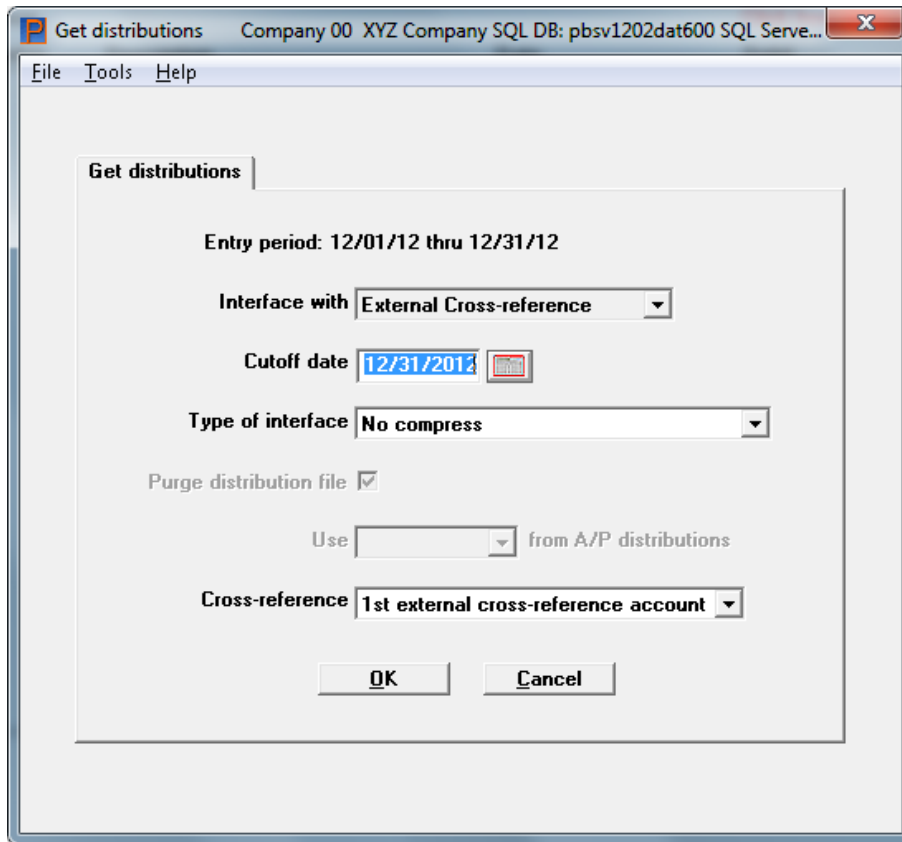 Get distributions Company 00 XYZ Company SQL DB: pbsv1202dat600 SQL Serve...
File Tools Help
Get distributions
Entry period: 12/01/12 thru 12/31/12
Interface with External Cross-reference
Cutoff date 12/31/2012
Type of interface No compress
Purge distribution file
Use from A/P distributions
Cross-reference 1st external cross-reference account
OK Cancel